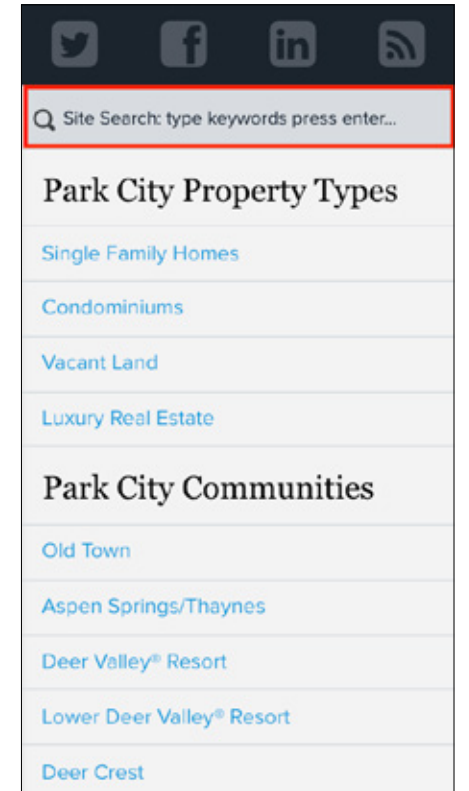 Site Search: type keywords press enter...
Park City Property Types
Single Family Homes
Condominiums
Vacant Land
Luxury Real Estate
Park City Communities
Old Town
Aspen Springs/Thaynes
Deer Valley® Resort
Lower Deer Valley® Resort
Deer Crest